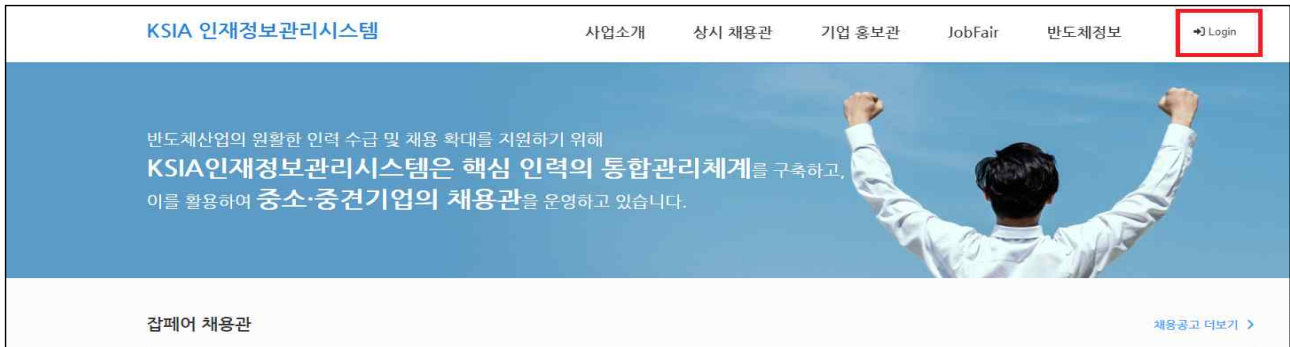 KSIA 인재정보관리시스템
사업소개
상시 채용관
기업 홍보관
JobFair
반도체정보
Login
반도체산업의 원활한 인력 수급 및 채용 확대를 지원하기 위해
KSIA인재정보관리시스템은 핵심 인력의 통합관리체계를 구축하고,
이를 활용하여 중소·중견기업의 채용관을 운영하고 있습니다.
잡페어 채용관
채용공고 더보기 >